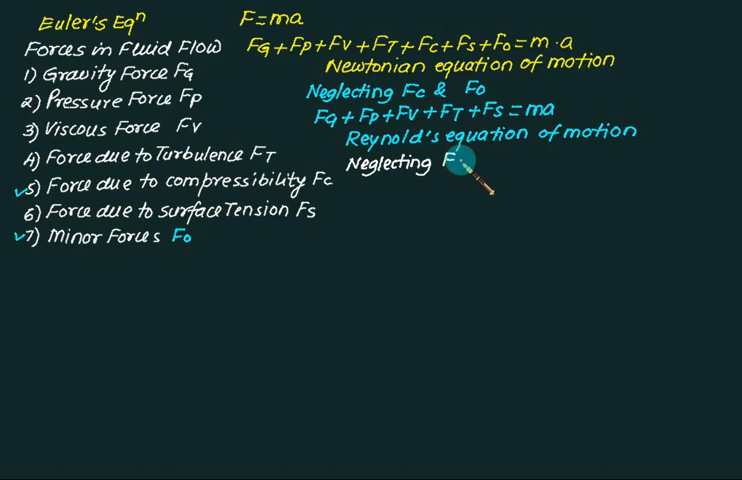 Euler's Eqⁿ
Forces in Fluid Flow
1) Gravity Force FG
2) Pressure Force Fp
3) Viscous Force Fv
4) Force due to Turbulence FT
5) Force due to compressibility Fc
6) Force due to surface Tension Fs
7) Minor Forces Fo
F=ma
FG+Fp+Fv+FT+Fc+Fs+Fo=m.a
Newtonian equation of motion
Neglecting Fc & Fo
FG+Fp+Fv+FT+Fs=ma
Reynold's equation of motion
Neglecting F